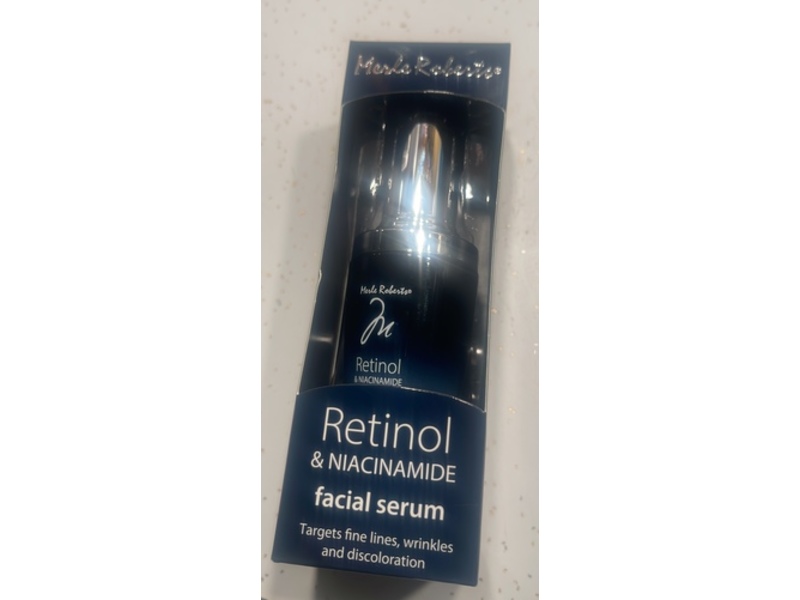 Merle Roberts®
Merle Roberts®
M
Retinol
& NIACINAMIDE
Retinol
& NIACINAMIDE
facial serum
Targets fine lines, wrinkles
and discoloration